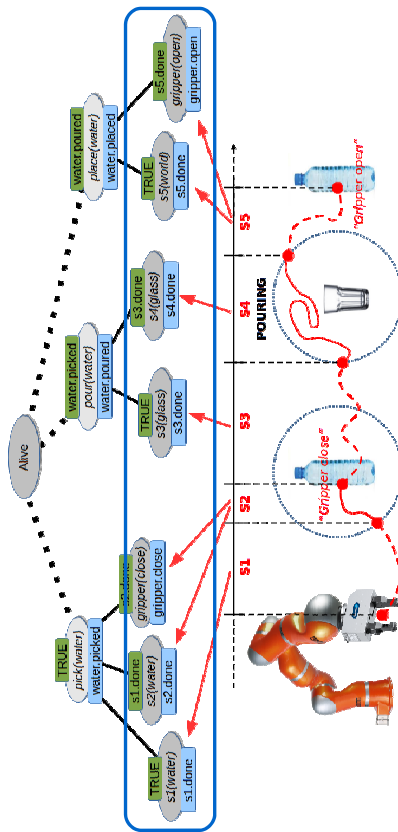 Alive
TRUE
pick(water)
water.picked
water.picked
pour(water)
water.poured
water.poured
place(water)
water.placed
TRUE
s1(water)
s1.done
s1.done
s2(water)
s2.done
gripper(close)
gripper.close
TRUE
s3(glass)
s3.done
s3.done
s4(glass)
s4.done
TRUE
s5(world)
s5.done
s5.done
gripper(open)
gripper.open
S1
S2
S3
S4
S5
POURING
"Gripper close"
"Gripper open"